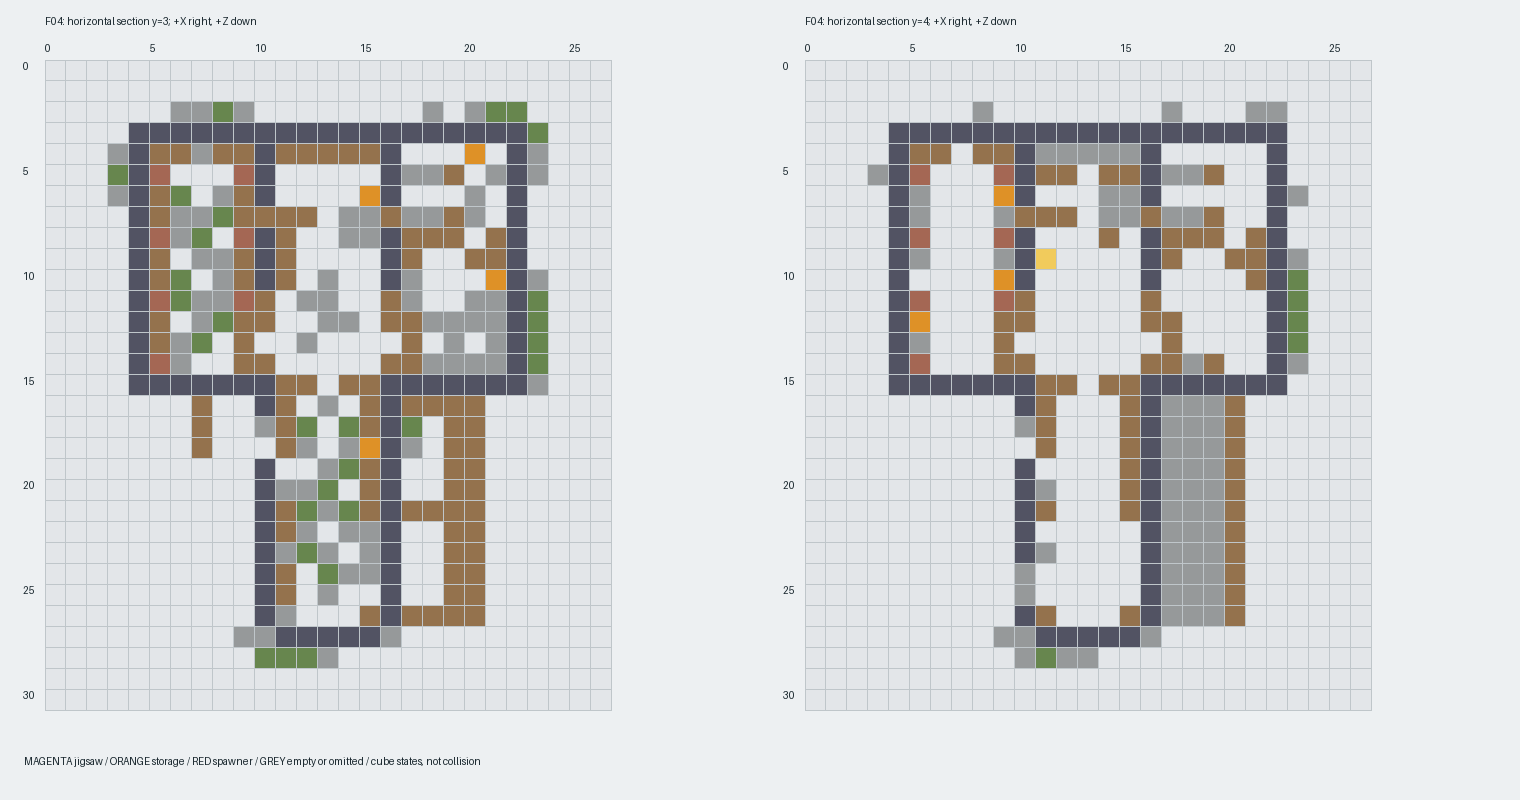 F04: horizontal section y=3; +X right, +Z down
F04: horizontal section y=4; +X right, +Z down
0 5 10 15 20 25
0 5 10 15 20 25
0 0
5 5
10 10
15 15
20 20
25 25
30 30
MAGENTA jigsaw / ORANGE storage / RED spawner / GREY empty or omitted / cube states, not collision